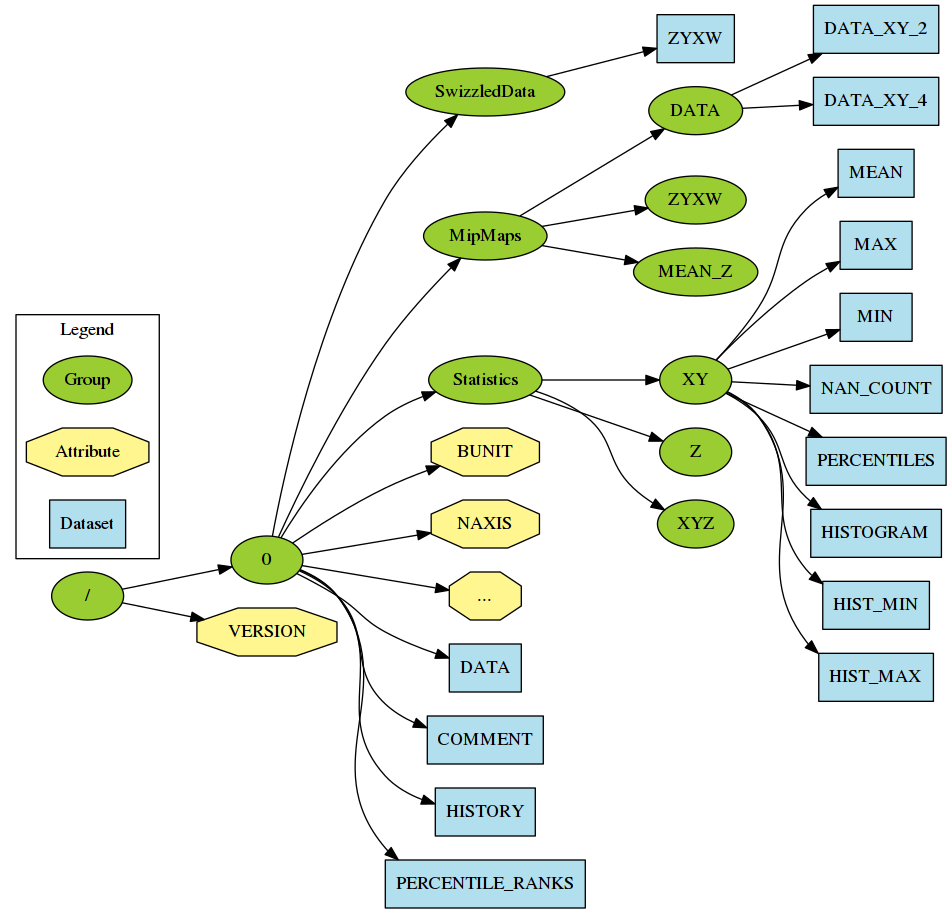 Legend
Group
Attribute
Dataset
/
0
VERSION
SwizzledData
MipMaps
Statistics
BUNIT
NAXIS
...
DATA
COMMENT
HISTORY
PERCENTILE_RANKS
ZYXW
DATA
ZYXW
MEAN_Z
XY
Z
XYZ
DATA_XY_2
DATA_XY_4
MEAN
MAX
MIN
NAN_COUNT
PERCENTILES
HISTOGRAM
HIST_MIN
HIST_MAX